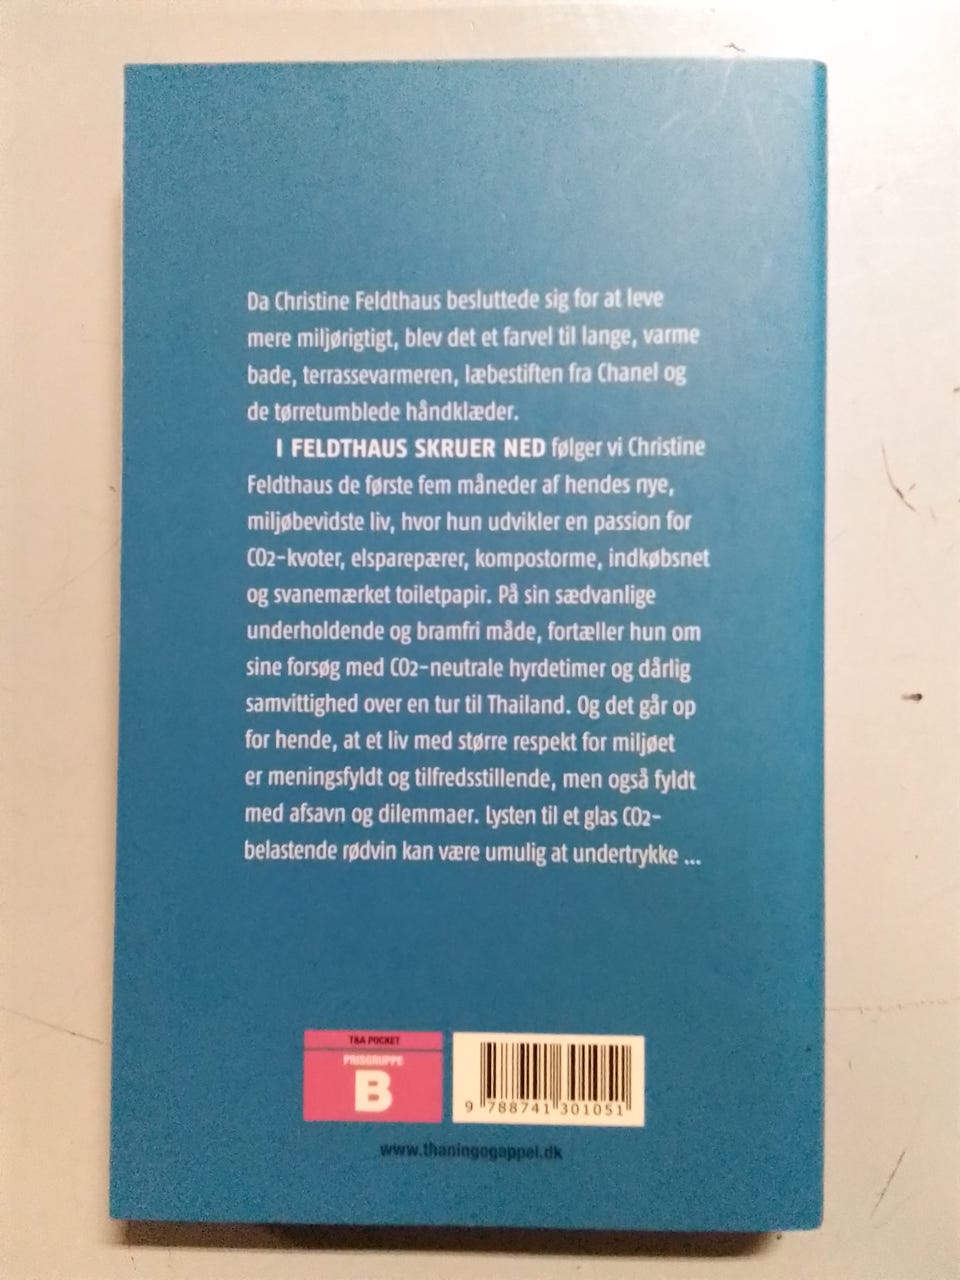 Da Christine Feldthaus besluttede sig for at leve
mere miljørigtigt, blev det et farvel til lange, varme
bade, terrassevarmeren, læbestiften fra Chanel og
de tørretumblede håndklæder.
I FELDTHAUS SKRUER NED følger vi Christine
Feldthaus de første fem måneder af hendes nye,
miljøbevidste liv, hvor hun udvikler en passion for
CO2-kvoter, elsparepærer, kompostorme, indkøbsnet
og svanemærket toiletpapir. På sin sædvanlige
underholdende og bramfri måde, fortæller hun om
sine forsøg med CO2-neutrale hyrdetimer og dårlig
samvittighed over en tur til Thailand. Og det går op
for hende, at et liv med større respekt for miljøet
er meningsfyldt og tilfredsstillende, men også fyldt
med afsavn og dilemmaer. Lysten til et glas CO2-
belastende rødvin kan være umulig at undertrykke ...
T&A POCKET
PRISGRUPPE
B
9 788741 301051
www.thaningogappel.dk